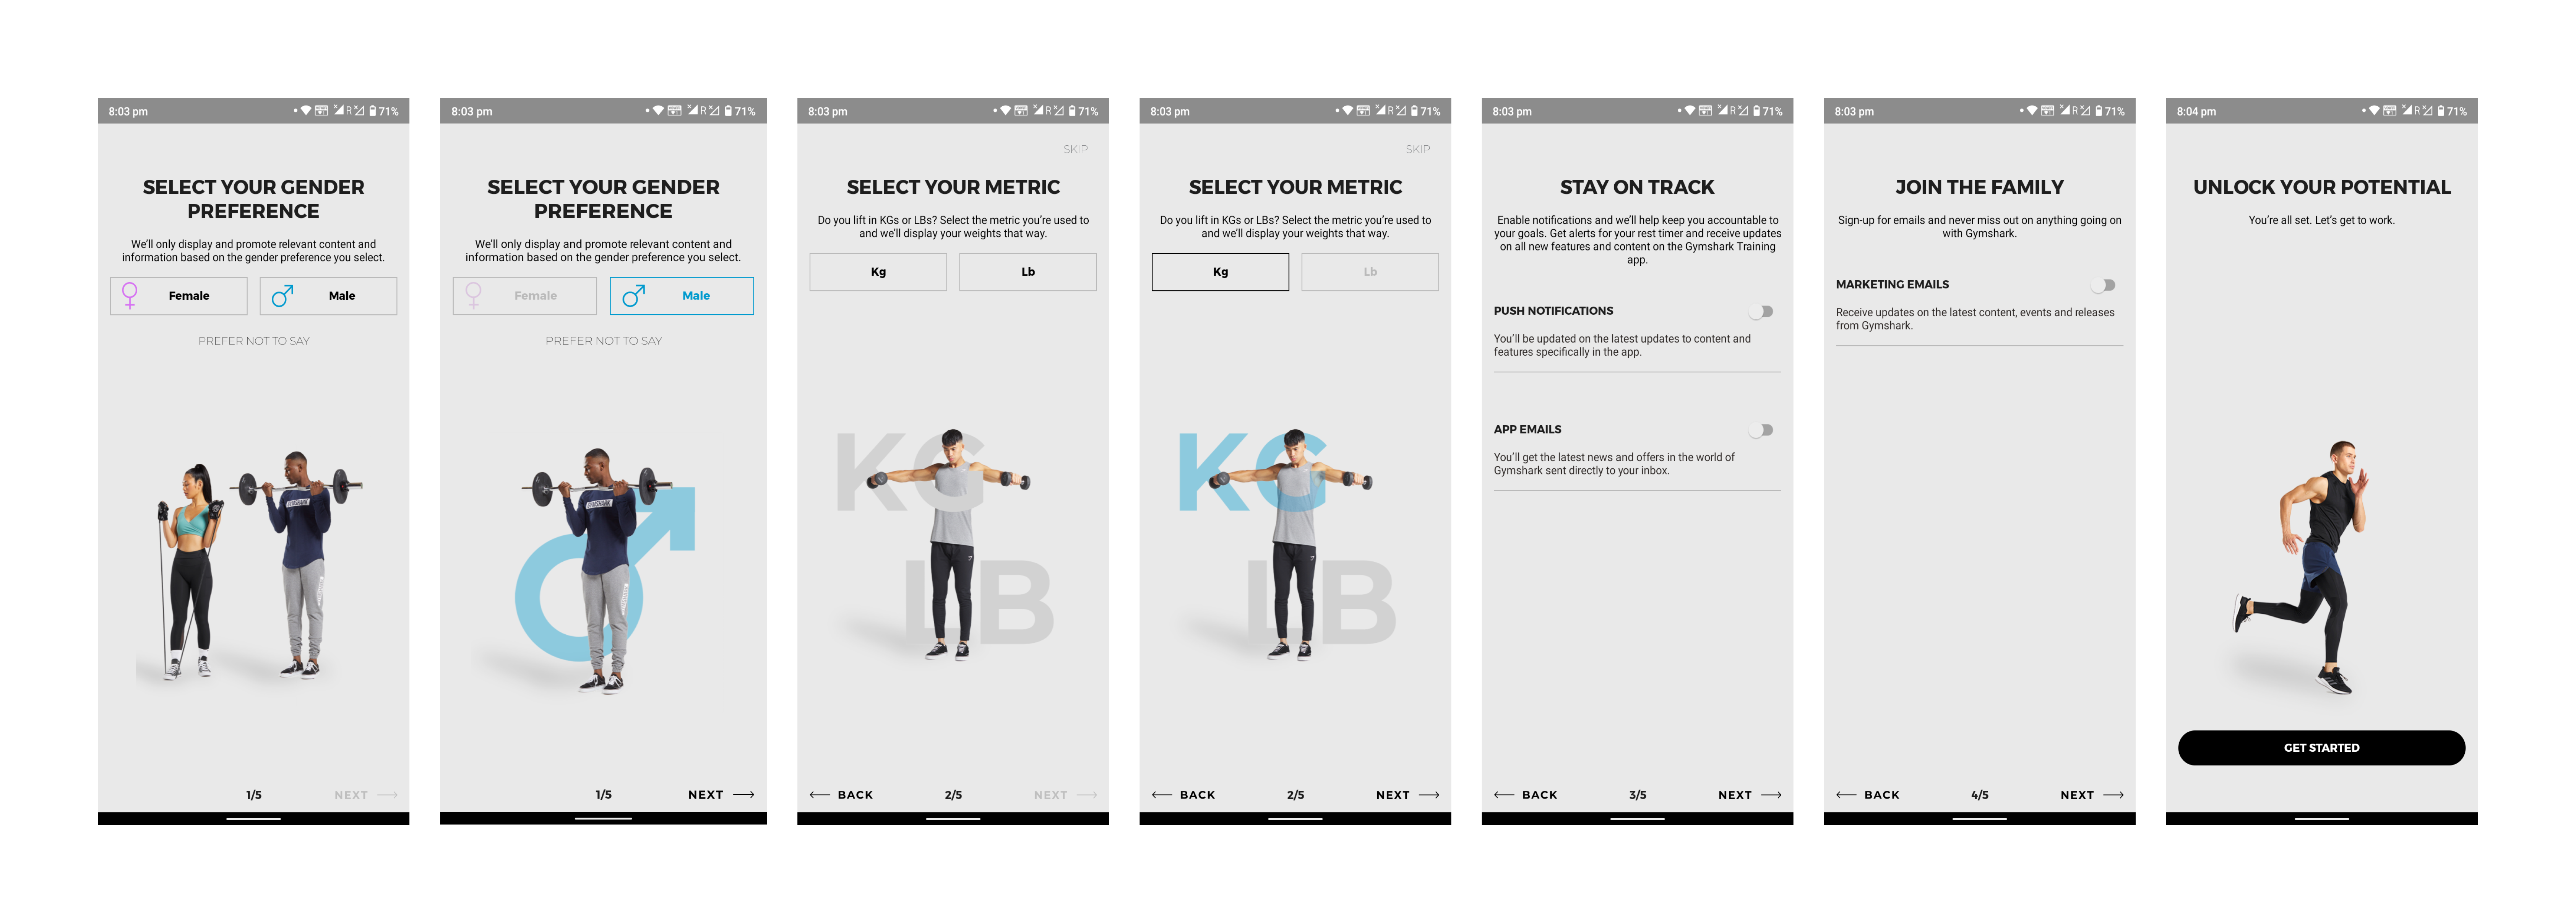 8:03 pm
R
71%
SELECT YOUR GENDER
PREFERENCE
We'll only display and promote relevant content and
information based on the gender preference you select.
Female
Male
PREFER NOT TO SAY
GYMSHARK
1/5
NEXT
8:03 pm
R
71%
SELECT YOUR GENDER
PREFERENCE
We'll only display and promote relevant content and
information based on the gender preference you select.
Female
Male
PREFER NOT TO SAY
GYMSHARK
1/5
NEXT
8:03 pm
R
71%
SKIP
SELECT YOUR METRIC
Do you lift in KGs or LBs? Select the metric you're used to
and we'll display your weights that way.
Kg
Lb
KG
LB
BACK
2/5
NEXT
8:03 pm
R
71%
SKIP
SELECT YOUR METRIC
Do you lift in KGs or LBs? Select the metric you're used to
and we'll display your weights that way.
Kg
Lb
KG
LB
BACK
2/5
NEXT
8:03 pm
R
71%
STAY ON TRACK
Enable notifications and we'll help keep you accountable to
your goals. Get alerts for your rest timer and receive updates
on all new features and content on the Gymshark Training
app.
PUSH NOTIFICATIONS
You'll be updated on the latest updates to content and
features specifically in the app.
APP EMAILS
You'll get the latest news and offers in the world of
Gymshark sent directly to your inbox.
BACK
3/5
NEXT
8:03 pm
R
71%
JOIN THE FAMILY
Sign-up for emails and never miss out on anything going on
with Gymshark.
MARKETING EMAILS
Receive updates on the latest content, events and releases
from Gymshark.
BACK
4/5
NEXT
8:04 pm
R
71%
UNLOCK YOUR POTENTIAL
You're all set. Let's get to work.
GET STARTED